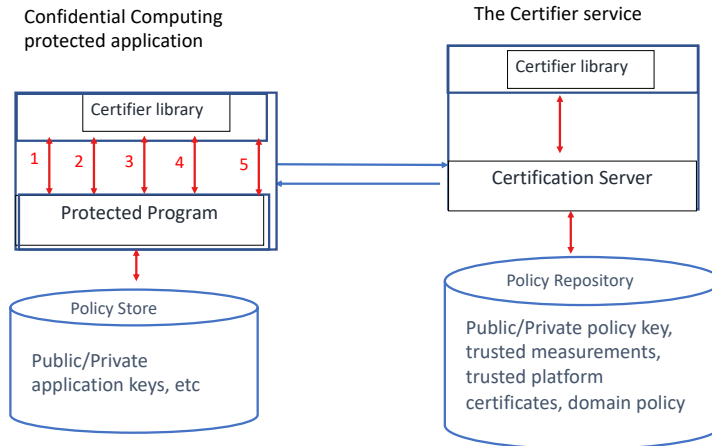 Confidential Computing
protected application
The Certifier service
Certifier library
Certifier library
1
2
3
4
5
Protected Program
Certification Server
Policy Store
Public/Private
application keys, etc
Policy Repository
Public/Private policy key,
trusted measurements,
trusted platform
certificates, domain policy